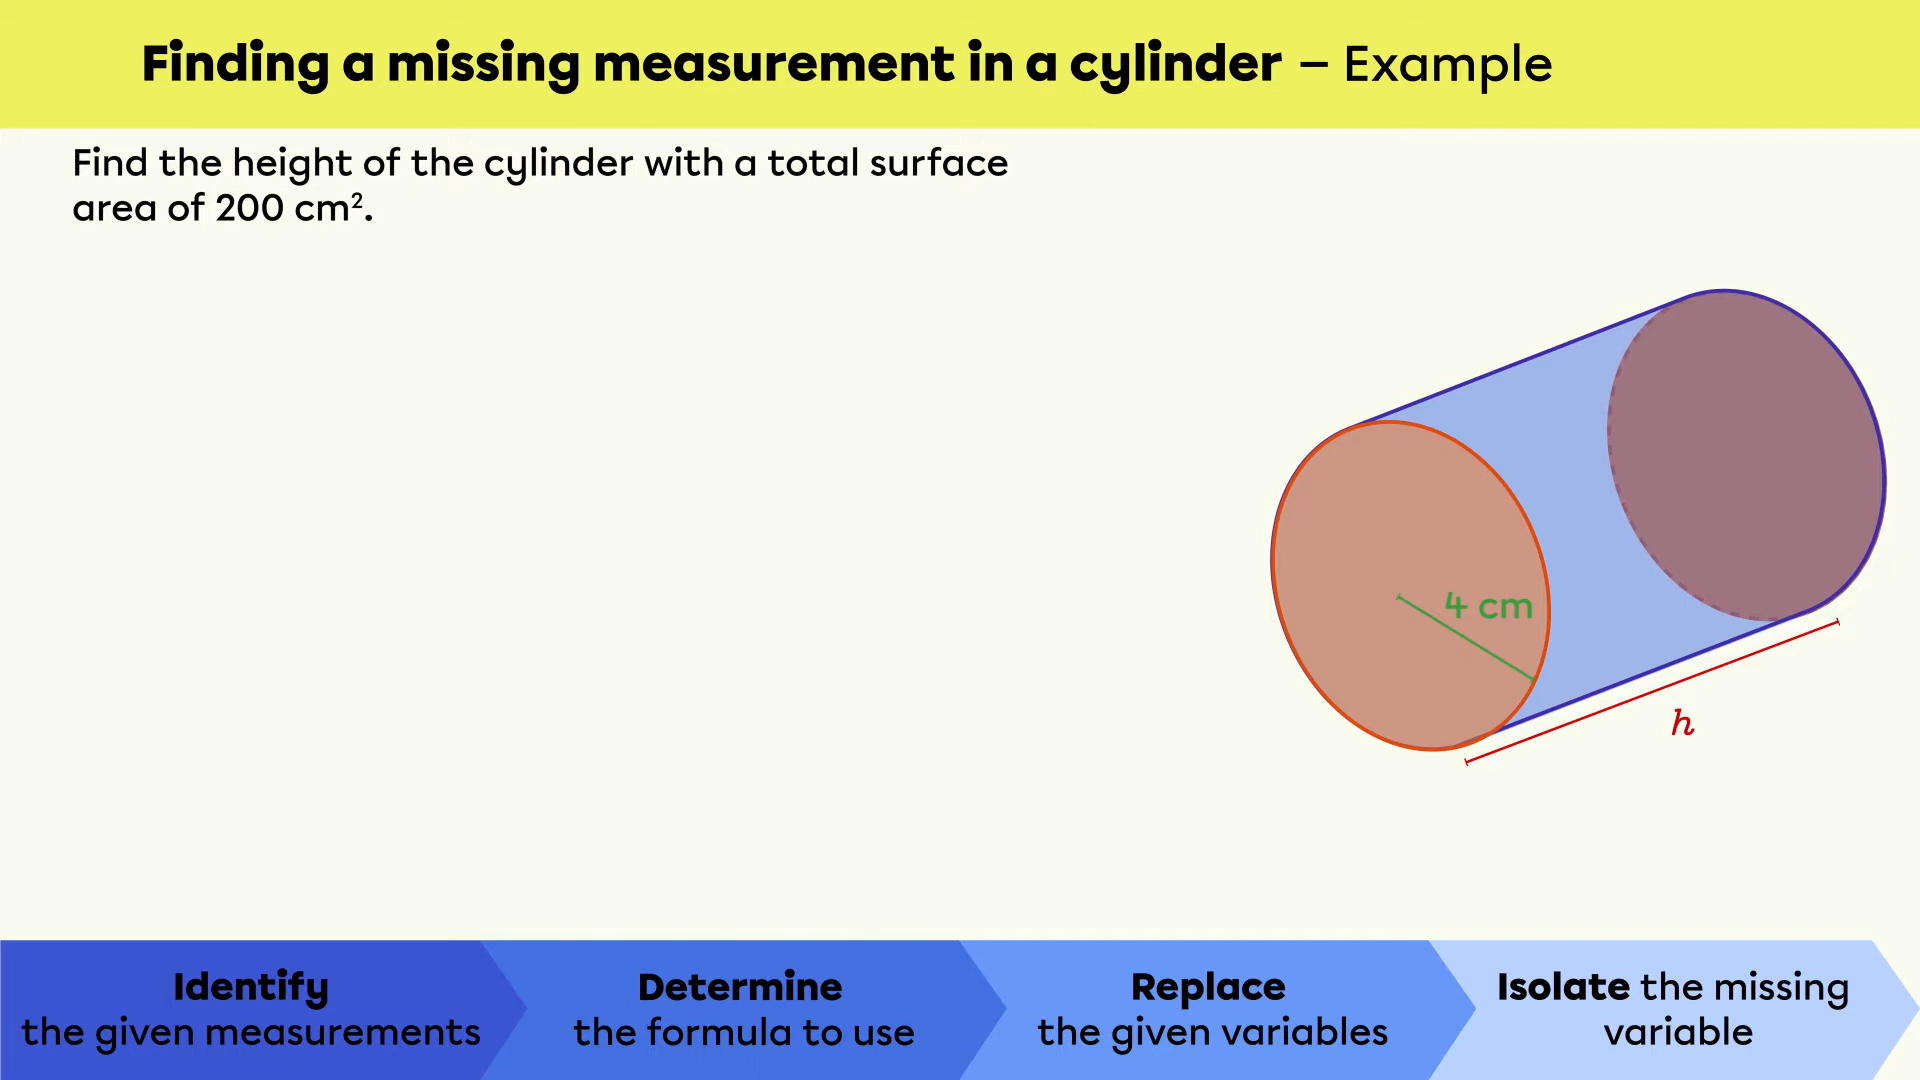 Finding a missing measurement in a cylinder – Example
Find the height of the cylinder with a total surface
area of 200 cm².
4 cm
h
Identify
the given measurements
Determine
the formula to use
Replace
the given variables
Isolate the missing
variable